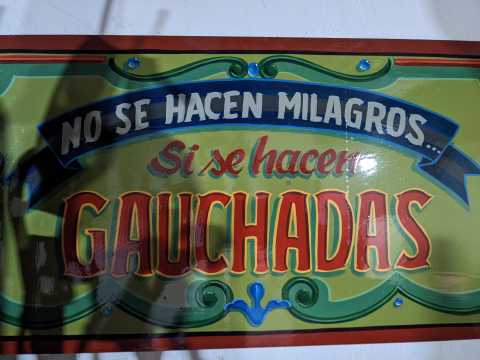 NO SE HACEN MILAGROS...
Si se hacen
GAUCHADAS